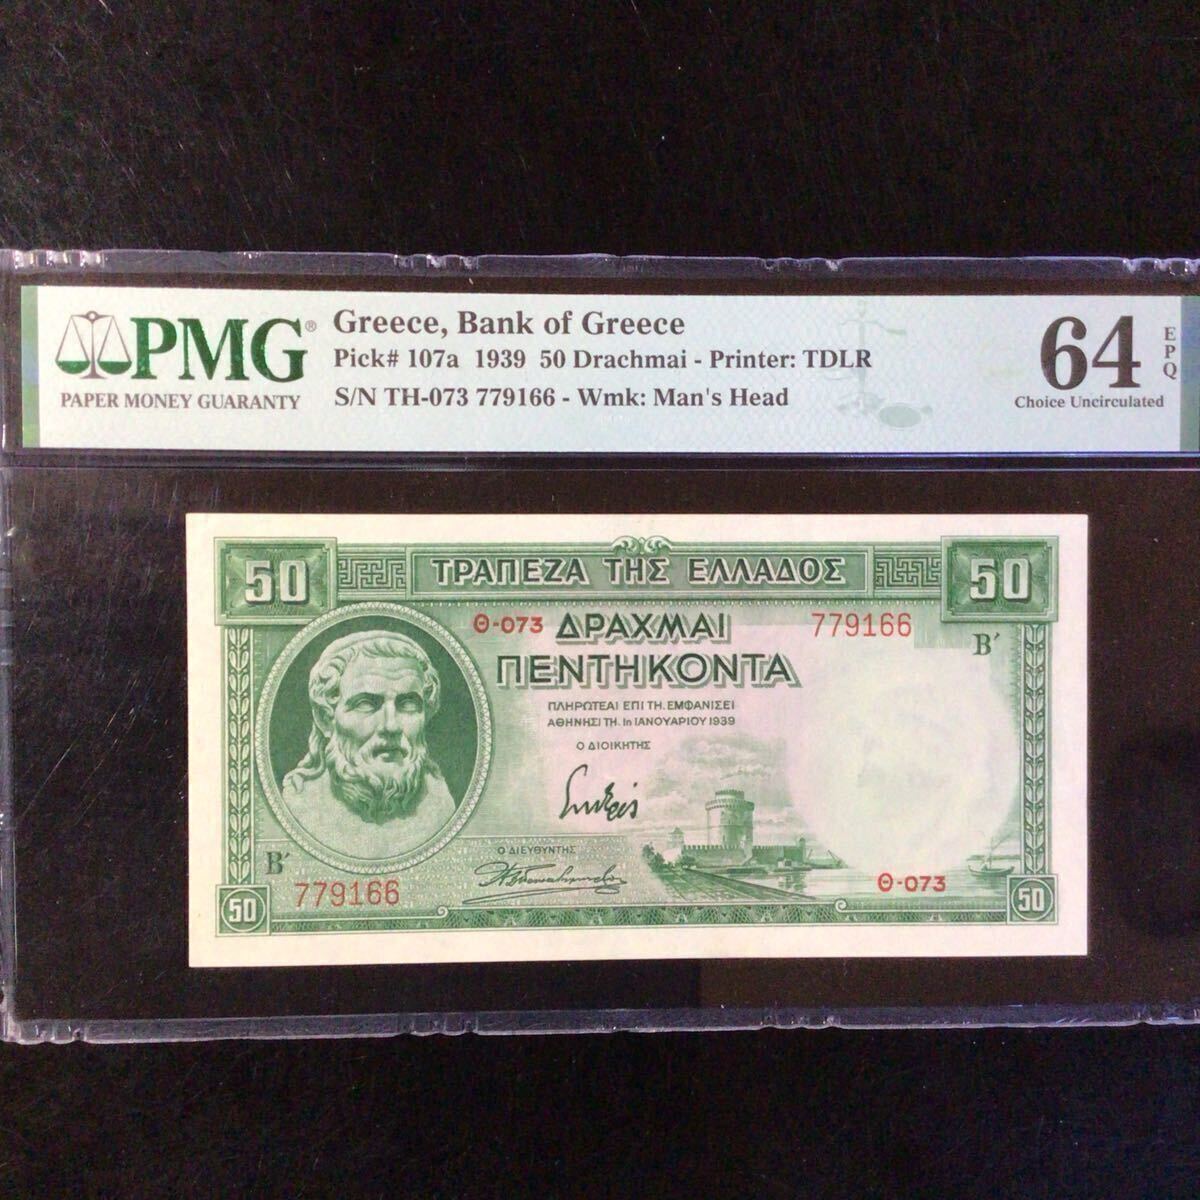 PMG®
PAPER MONEY GUARANTY
Greece, Bank of Greece
Pick# 107a 1939 50 Drachmai - Printer: TDLR
S/N TH-073 779166 - Wmk: Man's Head
64 EPQ
Choice Uncirculated
50 ΤΡΑΠΕΖΑ ΤΗΣ ΕΛΛΑΔΟΣ 50
Θ-073 ΔΡΑΧΜΑΙ 779166
ΠΕΝΤΗΚΟΝΤΑ Β΄
ΠΛΗΡΩΤΕΑΙ ΕΠΙ ΤΗ. ΕΜΦΑΝΙΣΕΙ
ΑΘΗΝΗΣΙ ΤΗ. 1η ΙΑΝΟΥΑΡΙΟΥ 1939
Ο ΔΙΟΙΚΗΤΗΣ
Ο ΔΙΕΥΘΥΝΤΗΣ
Β΄
779166 Θ-073
50 50